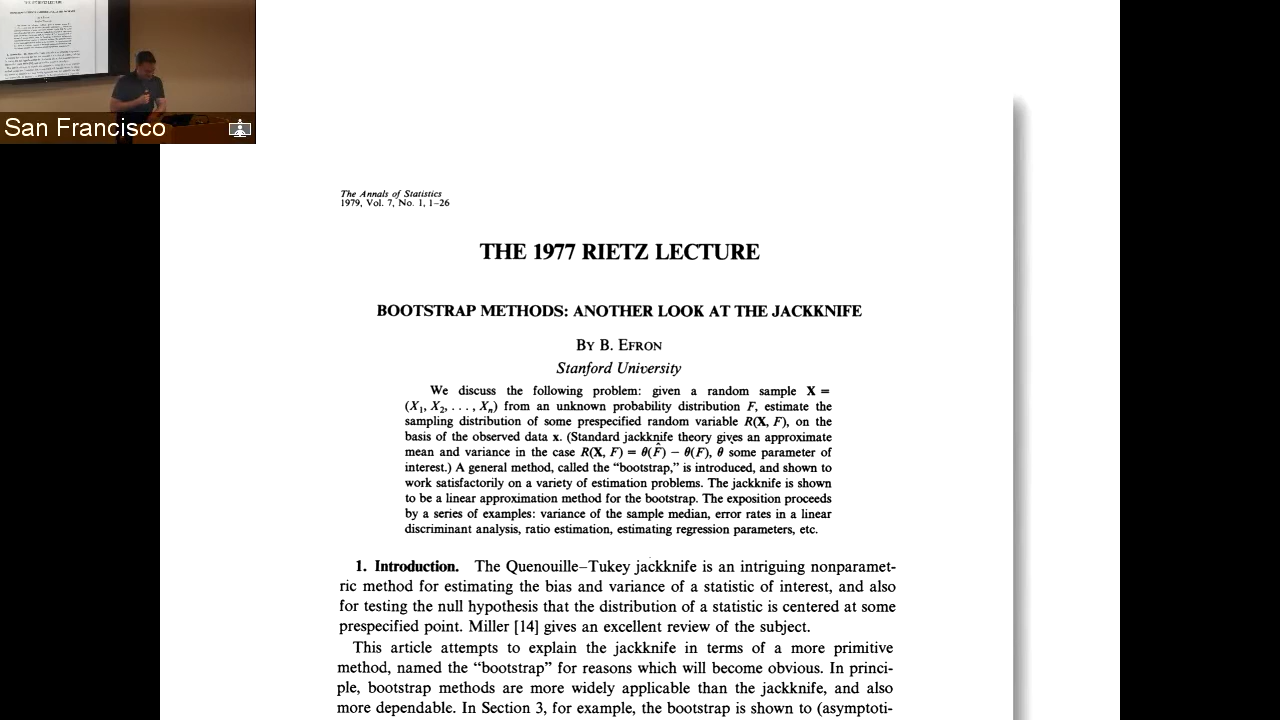 San Francisco
The Annals of Statistics
1979, Vol. 7, No. 1, 1–26
THE 1977 RIETZ LECTURE
BOOTSTRAP METHODS: ANOTHER LOOK AT THE JACKKNIFE
BY B. EFRON
Stanford University
We discuss the following problem: given a random sample X =
(X₁, X₂, . . . , Xₙ) from an unknown probability distribution F, estimate the
sampling distribution of some prespecified random variable R(X, F), on the
basis of the observed data x. (Standard jackknife theory gives an approximate
mean and variance in the case R(X, F) = θ(F̂) − θ(F), θ some parameter of
interest.) A general method, called the “bootstrap,” is introduced, and shown to
work satisfactorily on a variety of estimation problems. The jackknife is shown
to be a linear approximation method for the bootstrap. The exposition proceeds
by a series of examples: variance of the sample median, error rates in a linear
discriminant analysis, ratio estimation, estimating regression parameters, etc.
1. Introduction. The Quenouille–Tukey jackknife is an intriguing nonparamet-
ric method for estimating the bias and variance of a statistic of interest, and also
for testing the null hypothesis that the distribution of a statistic is centered at some
prespecified point. Miller [14] gives an excellent review of the subject.
This article attempts to explain the jackknife in terms of a more primitive
method, named the “bootstrap” for reasons which will become obvious. In princi-
ple, bootstrap methods are more widely applicable than the jackknife, and also
more dependable. In Section 3, for example, the bootstrap is shown to (asymptoti-